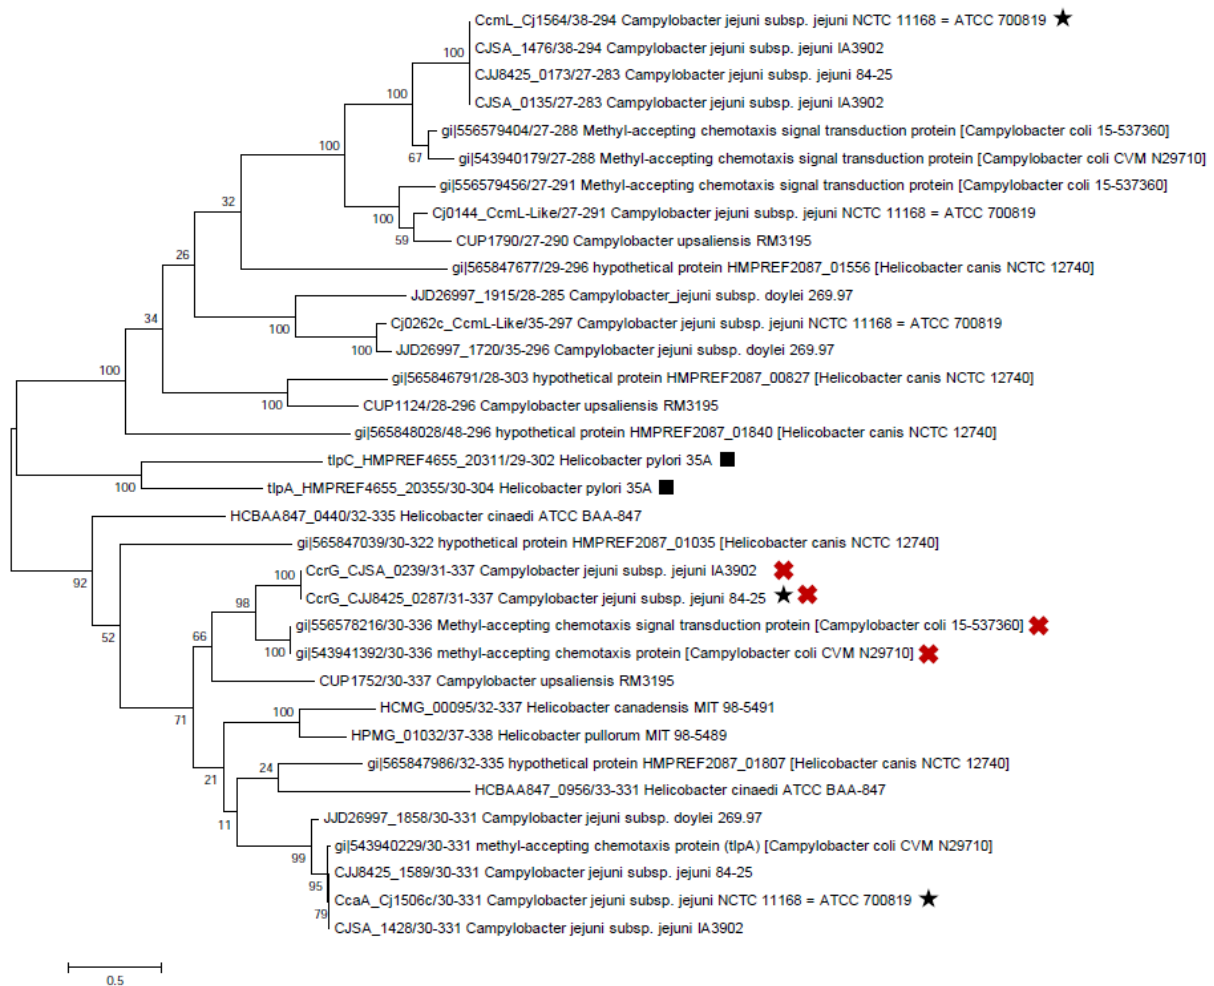 CcmL_Cj1564/38-294 Campylobacter jejuni subsp. jejuni NCTC 11168 = ATCC 700819
100
CJSA_1476/38-294 Campylobacter jejuni subsp. jejuni IA3902
CJJ8425_0173/27-283 Campylobacter jejuni subsp. jejuni 84-25
100
CJSA_0135/27-283 Campylobacter jejuni subsp. jejuni IA3902
gi|556579404/27-288 Methyl-accepting chemotaxis signal transduction protein [Campylobacter coli 15-537360]
100
67
gi|543940179/27-288 Methyl-accepting chemotaxis signal transduction protein [Campylobacter coli CVM N29710]
gi|556579456/27-291 Methyl-accepting chemotaxis signal transduction protein [Campylobacter coli 15-537360]
32
100
Cj0144_CcmL-Like/27-291 Campylobacter jejuni subsp. jejuni NCTC 11168 = ATCC 700819
59
CUP1790/27-290 Campylobacter upsaliensis RM3195
26
gi|565847677/29-296 hypothetical protein HMPREF2087_01556 [Helicobacter canis NCTC 12740]
JJD26997_1915/28-285 Campylobacter_jejuni subsp. doylei 269.97
34
100
Cj0262c_CcmL-Like/35-297 Campylobacter jejuni subsp. jejuni NCTC 11168 = ATCC 700819
100
JJD26997_1720/35-296 Campylobacter jejuni subsp. doylei 269.97
100
gi|565846791/28-303 hypothetical protein HMPREF2087_00827 [Helicobacter canis NCTC 12740]
100
CUP1124/28-296 Campylobacter upsaliensis RM3195
gi|565848028/48-296 hypothetical protein HMPREF2087_01840 [Helicobacter canis NCTC 12740]
tlpC_HMPREF4655_20311/29-302 Helicobacter pylori 35A
100
tlpA_HMPREF4655_20355/30-304 Helicobacter pylori 35A
HCBAA847_0440/32-335 Helicobacter cinaedi ATCC BAA-847
gi|565847039/30-322 hypothetical protein HMPREF2087_01035 [Helicobacter canis NCTC 12740]
92
100
CcrG_CJSA_0239/31-337 Campylobacter jejuni subsp. jejuni IA3902
98
CcrG_CJJ8425_0287/31-337 Campylobacter jejuni subsp. jejuni 84-25
gi|556578216/30-336 Methyl-accepting chemotaxis signal transduction protein [Campylobacter coli 15-537360]
52
66
100
gi|543941392/30-336 methyl-accepting chemotaxis protein [Campylobacter coli CVM N29710]
CUP1752/30-337 Campylobacter upsaliensis RM3195
71
100
HCMG_00095/32-337 Helicobacter canadensis MIT 98-5491
HPMG_01032/37-338 Helicobacter pullorum MIT 98-5489
24
gi|565847986/32-335 hypothetical protein HMPREF2087_01807 [Helicobacter canis NCTC 12740]
21
HCBAA847_0956/33-331 Helicobacter cinaedi ATCC BAA-847
11
JJD26997_1858/30-331 Campylobacter jejuni subsp. doylei 269.97
gi|543940229/30-331 methyl-accepting chemotaxis protein (tlpA) [Campylobacter coli CVM N29710]
99
CJJ8425_1589/30-331 Campylobacter jejuni subsp. jejuni 84-25
95
CcaA_Cj1506c/30-331 Campylobacter jejuni subsp. jejuni NCTC 11168 = ATCC 700819
79
CJSA_1428/30-331 Campylobacter jejuni subsp. jejuni IA3902
0.5